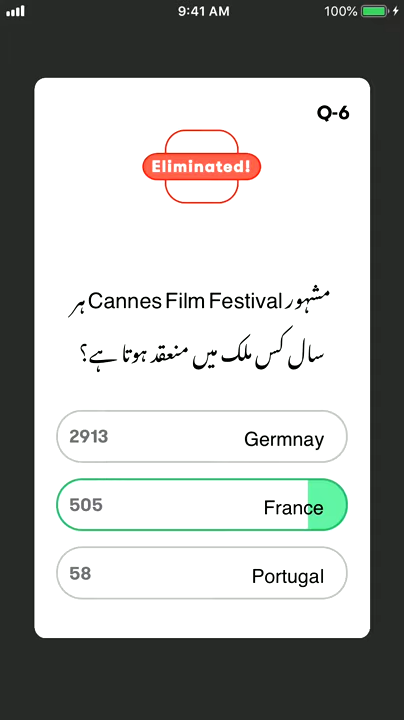 9:41 AM
100%
Q-6
Eliminated!
مشہور Cannes Film Festival ہر
سال کس ملک میں منعقد ہوتا ہے؟
2913 Germnay
505 France
58 Portugal